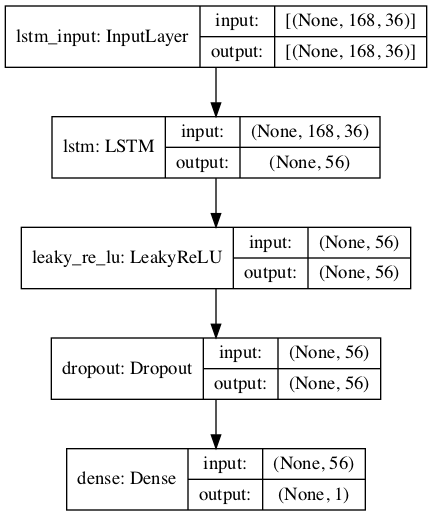 lstm_input: InputLayer
input: [(None, 168, 36)]
output: [(None, 168, 36)]
lstm: LSTM
input: (None, 168, 36)
output: (None, 56)
leaky_re_lu: LeakyReLU
input: (None, 56)
output: (None, 56)
dropout: Dropout
input: (None, 56)
output: (None, 56)
dense: Dense
input: (None, 56)
output: (None, 1)